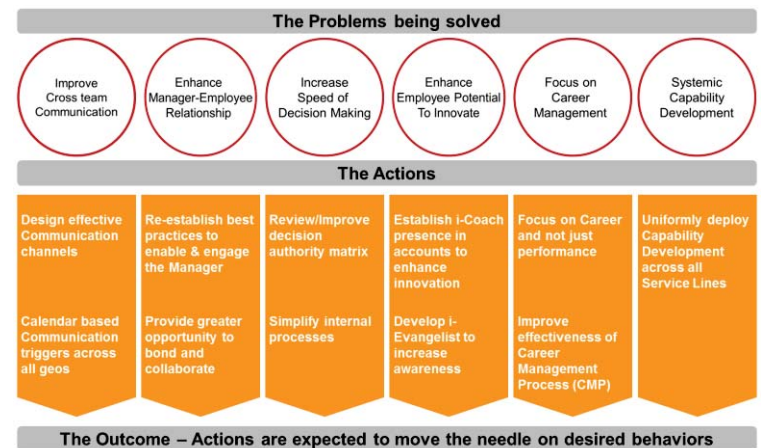 The Problems being solved
Improve
Cross team
Communication
Enhance
Manager-Employee
Relationship
Increase
Speed of
Decision Making
Enhance
Employee Potential
To Innovate
Focus on
Career
Management
Systemic
Capability
Development
The Actions
Design effective
Communication
channels
Calendar based
Communication
triggers across
all geos
Re-establish best
practices to
enable & engage
the Manager
Provide greater
opportunity to
bond and
collaborate
Review/Improve
decision
authority matrix
Simplify internal
processes
Establish i-Coach
presence in
accounts to
enhance
innovation
Develop i-
Evangelist to
increase
awareness
Focus on Career
and not just
performance
Improve
effectiveness of
Career
Management
Process (CMP)
Uniformly deploy
Capability
Development
across all
Service Lines
The Outcome – Actions are expected to move the needle on desired behaviors